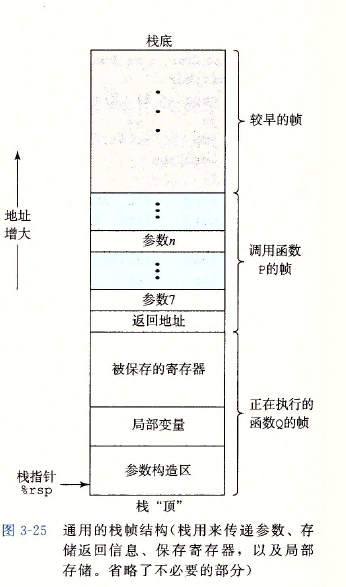 栈底
较早的帧
地址
增大
参数n
调用函数
P的帧
参数7
返回地址
被保存的寄存器
正在执行的
函数Q的帧
局部变量
参数构造区
栈指针
%rsp
栈“顶”
图 3-25 通用的栈帧结构(栈用来传递参数、存
储返回信息、保存寄存器，以及局部
存储。省略了不必要的部分)